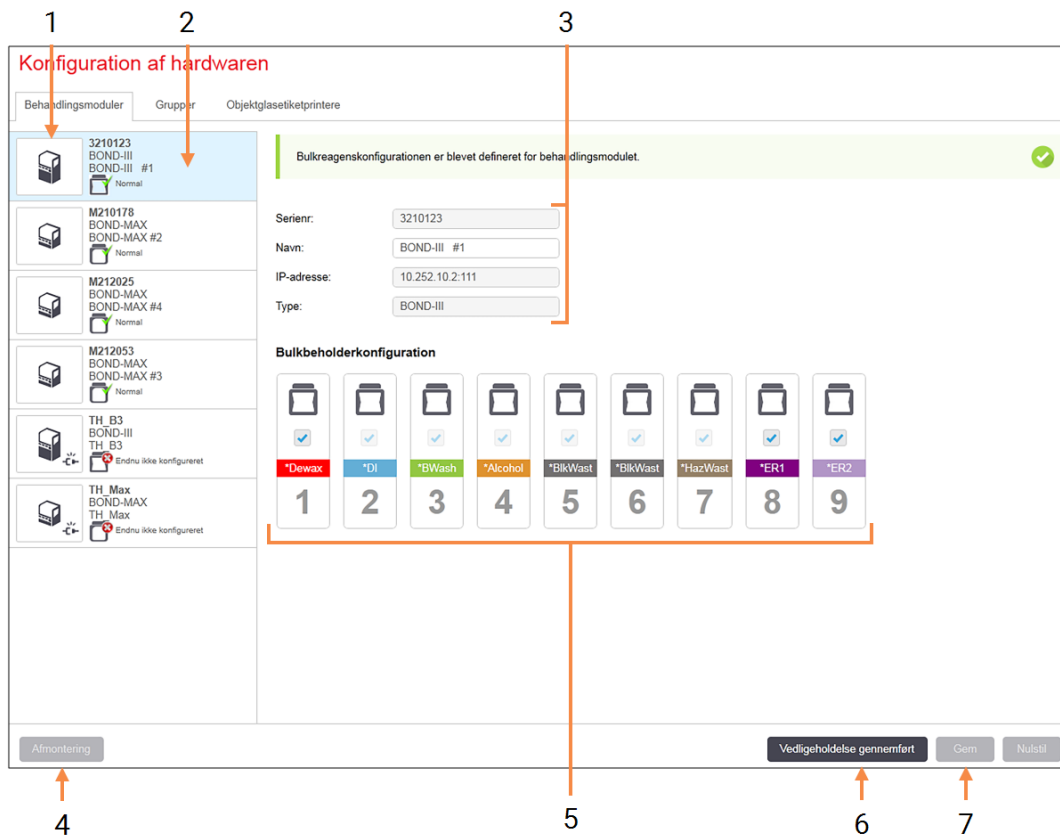 1 2 3
Konfiguration af hardwaren
Behandlingsmoduler Grupper Objektglasetiketprintere
3210123
BOND-III
BOND-III #1
Normal
M210178
BOND-MAX
BOND-MAX #2
Normal
M212025
BOND-MAX
BOND-MAX #4
Normal
M212053
BOND-MAX
BOND-MAX #3
Normal
TH_B3
BOND-III
TH_B3
Endnu ikke konfigureret
TH_Max
BOND-MAX
TH_Max
Endnu ikke konfigureret
Bulkreagenskonfigurationen er blevet defineret for behandlingsmodulet.
Serienr: 3210123
Navn: BOND-III #1
IP-adresse: 10.252.10.2:111
Type: BOND-III
Bulkbeholderkonfiguration
*Dewax *DI *BWash *Alcohol *BlkWast *BlkWast *HazWast *ER1 *ER2
1 2 3 4 5 6 7 8 9
Afmontering Vedligeholdelse gennemført Gem Nulstil
4 5 6 7